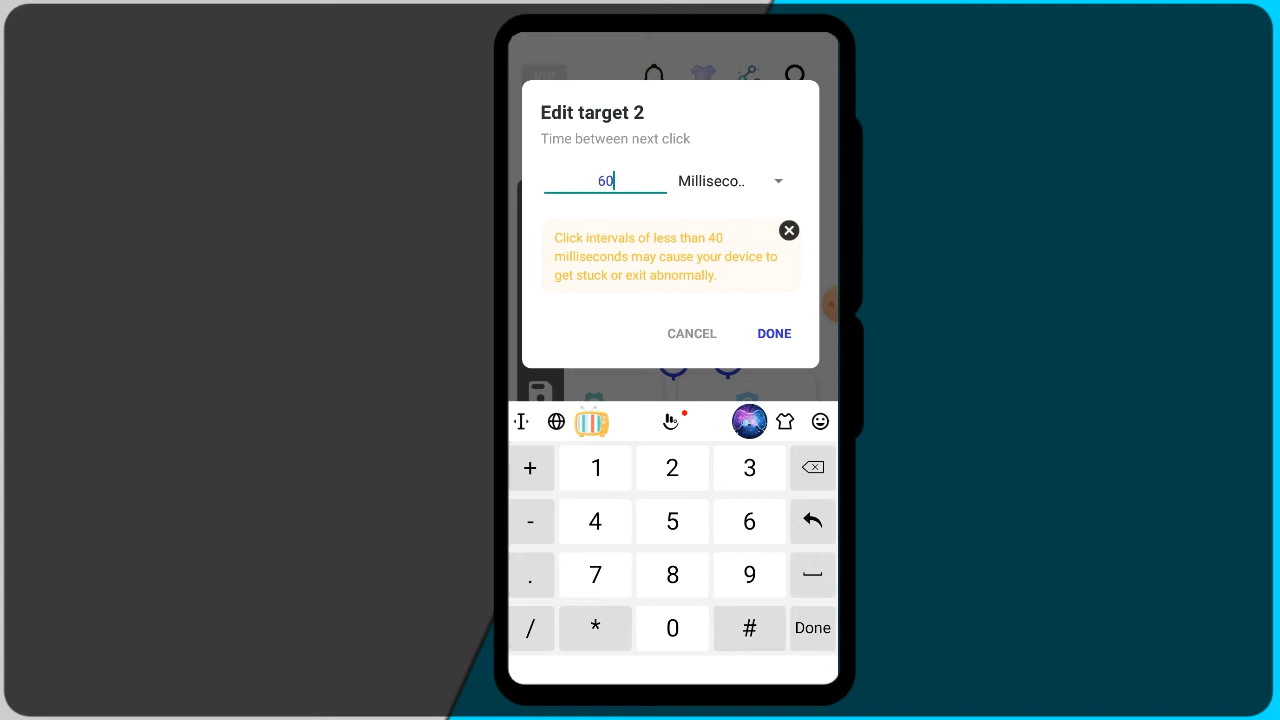 Edit target 2
Time between next click
60 Milliseco..
Click intervals of less than 40
milliseconds may cause your device to
get stuck or exit abnormally.
CANCEL DONE
+ 1 2 3
- 4 5 6
. 7 8 9
/ * 0 # Done